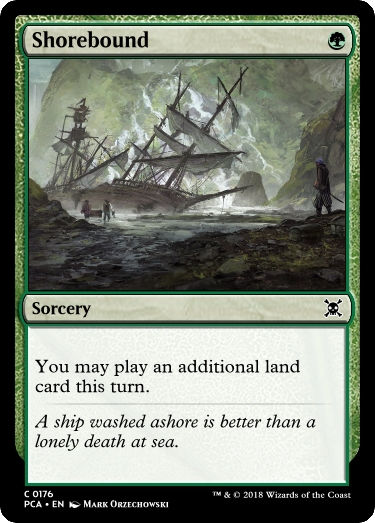 Shorebound
Sorcery
You may play an additional land
card this turn.
A ship washed ashore is better than a
lonely death at sea.
C 0176
PCA • EN Mark Orzechowski
™ & © 2018 Wizards of the Coast